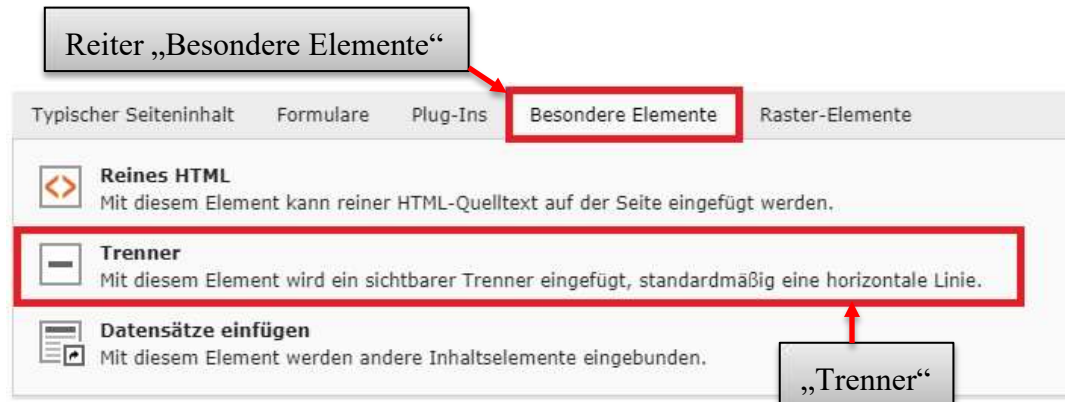 Reiter „Besondere Elemente“
Typischer Seiteninhalt Formulare Plug-Ins Besondere Elemente Raster-Elemente
Reines HTML
Mit diesem Element kann reiner HTML-Quelltext auf der Seite eingefügt werden.
Trenner
Mit diesem Element wird ein sichtbarer Trenner eingefügt, standardmäßig eine horizontale Linie.
Datensätze einfügen
Mit diesem Element werden andere Inhaltselemente eingebunden.
„Trenner“